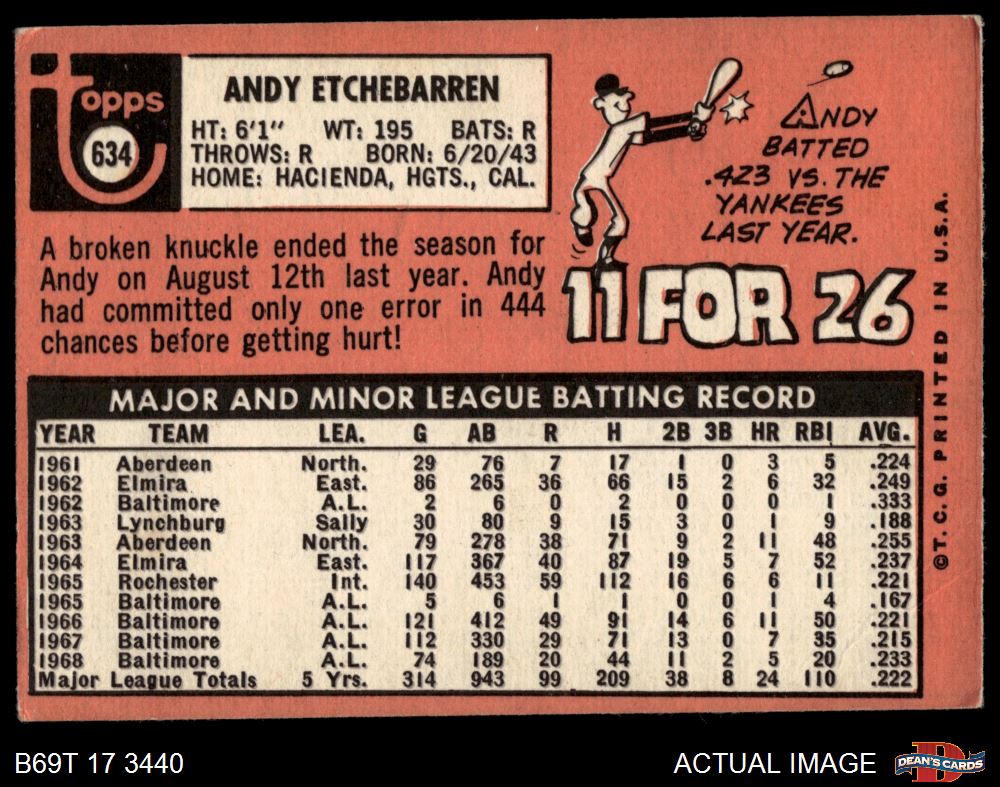 Topps
634
ANDY ETCHEBARREN
HT: 6'1" WT: 195 BATS: R
THROWS: R BORN: 6/20/43
HOME: HACIENDA, HGTS., CAL.
A broken knuckle ended the season for
Andy on August 12th last year. Andy
had committed only one error in 444
chances before getting hurt!
ANDY
BATTED
.423 VS. THE
YANKEES
LAST YEAR.
11 FOR 26
MAJOR AND MINOR LEAGUE BATTING RECORD
YEAR TEAM LEA. G AB R H 2B 3B HR RBI AVG.
1961 Aberdeen North. 29 76 7 17 1 0 3 5 .224
1962 Elmira East. 86 265 36 66 15 2 6 32 .249
1962 Baltimore A.L. 2 6 0 2 0 0 0 1 .333
1963 Lynchburg Sally 30 80 9 15 3 0 1 9 .188
1963 Aberdeen North. 79 278 38 71 9 2 11 48 .255
1964 Elmira East. 117 367 40 87 19 5 7 52 .237
1965 Rochester Int. 140 453 59 112 16 6 6 11 .221
1965 Baltimore A.L. 5 6 1 1 0 0 1 4 .167
1966 Baltimore A.L. 121 412 49 91 14 6 11 50 .221
1967 Baltimore A.L. 112 330 29 71 13 0 7 35 .215
1968 Baltimore A.L. 74 189 20 44 11 2 5 20 .233
Major League Totals 5 Yrs. 314 943 99 209 38 8 24 110 .222
© T. C. G. PRINTED IN U.S.A.
B69T 17 3440
ACTUAL IMAGE
DEAN'S CARDS